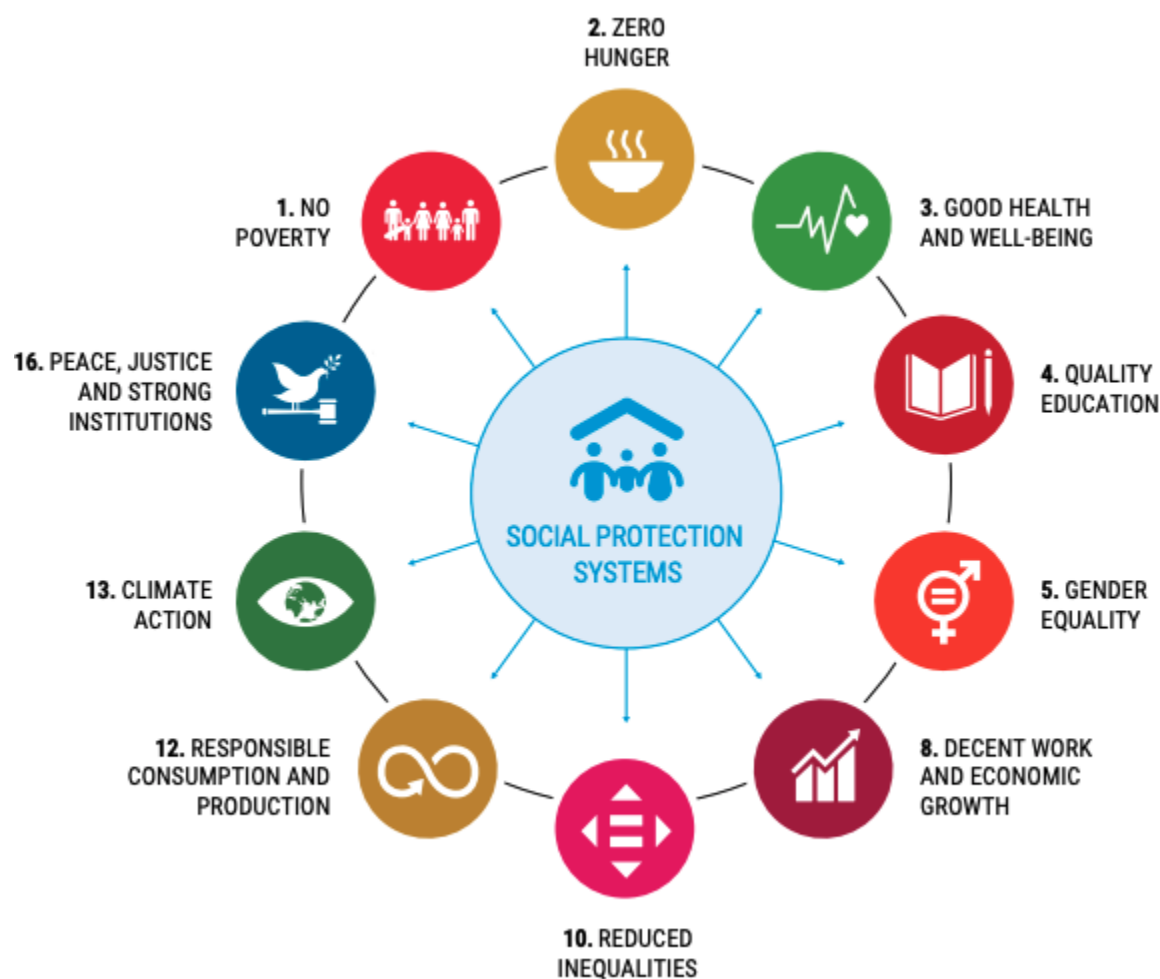 2. ZERO
HUNGER
1. NO
POVERTY
3. GOOD HEALTH
AND WELL-BEING
16. PEACE, JUSTICE
AND STRONG
INSTITUTIONS
4. QUALITY
EDUCATION
SOCIAL PROTECTION
SYSTEMS
13. CLIMATE
ACTION
5. GENDER
EQUALITY
12. RESPONSIBLE
CONSUMPTION AND
PRODUCTION
8. DECENT WORK
AND ECONOMIC
GROWTH
10. REDUCED
INEQUALITIES